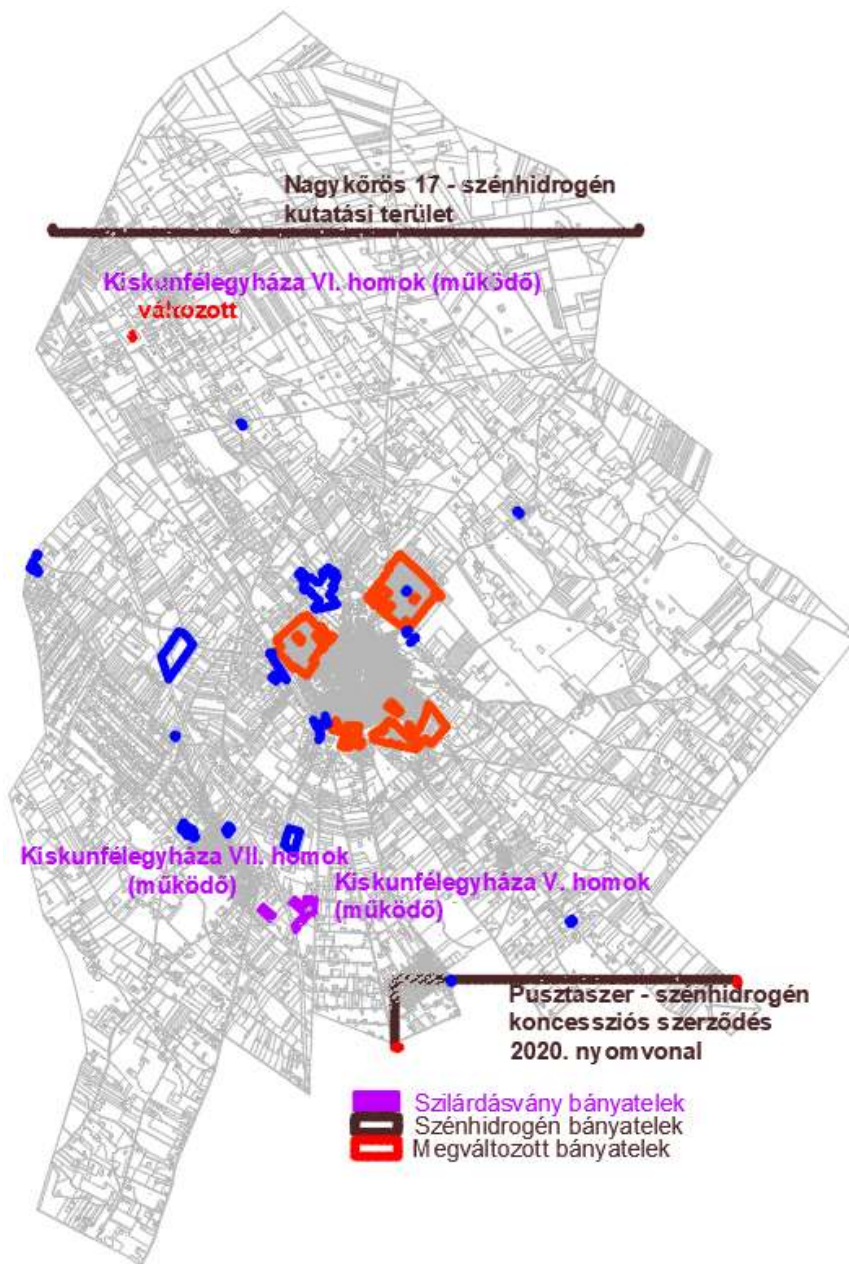 Nagykőrös 17 - szénhidrogén
kutatási terület
Kiskunfélegyháza VI. homok (működő)
változott
Kiskunfélegyháza VII. homok
(működő)
Kiskunfélegyháza V. homok
(működő)
Pusztaszer - szénhidrogén
koncessziós szerződés
2020. nyomvonal
Szilárdásvány bányatelek
Szénhidrogén bányatelek
Megváltozott bányatelek